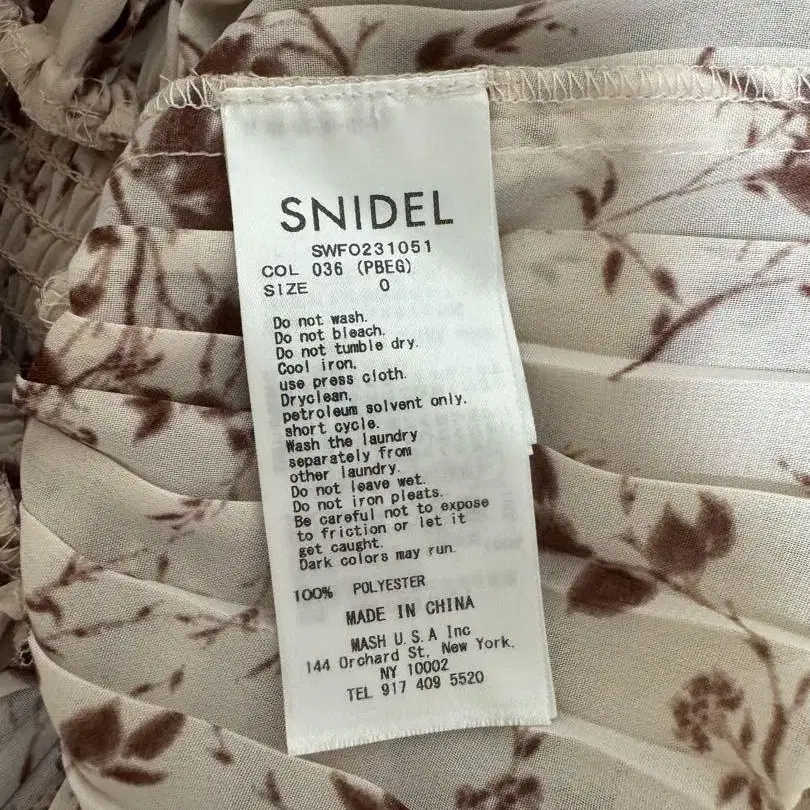 SNIDEL
SWFO231051
COL 036 (PBEG)
SIZE 0
Do not wash.
Do not bleach.
Do not tumble dry.
Cool iron.
use press cloth.
Dryclean,
petroleum solvent only.
short cycle.
Wash the laundry
separately from
other laundry.
Do not leave wet.
Do not iron pleats.
Be careful not to expose
to friction or let it
get caught.
Dark colors may run.
100% POLYESTER
MADE IN CHINA
MASH U.S.A Inc
144 Orchard St, New York,
NY 10002
TEL 917 409 5520